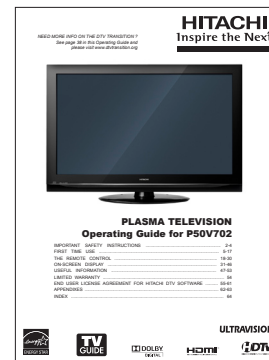 HITACHI
Inspire the Next
NEED MORE INFO ON THE DTV TRANSITION?
See page 38 in this Operating Guide and
please visit www.dtvtransition.org
PLASMA TELEVISION
Operating Guide for P50V702
IMPORTANT SAFETY INSTRUCTIONS 2-4
FIRST TIME USE 5-17
THE REMOTE CONTROL 18-30
ON-SCREEN DISPLAY 31-46
USEFUL INFORMATION 47-53
LIMITED WARRANTY 54
END USER LICENSE AGREEMENT FOR HITACHI DTV SOFTWARE 55-61
APPENDIXES 62-63
INDEX 64
ULTRAVISION
ENERGY STAR
TV
GUIDE
DOLBY
DIGITAL
HDMI
HDTV